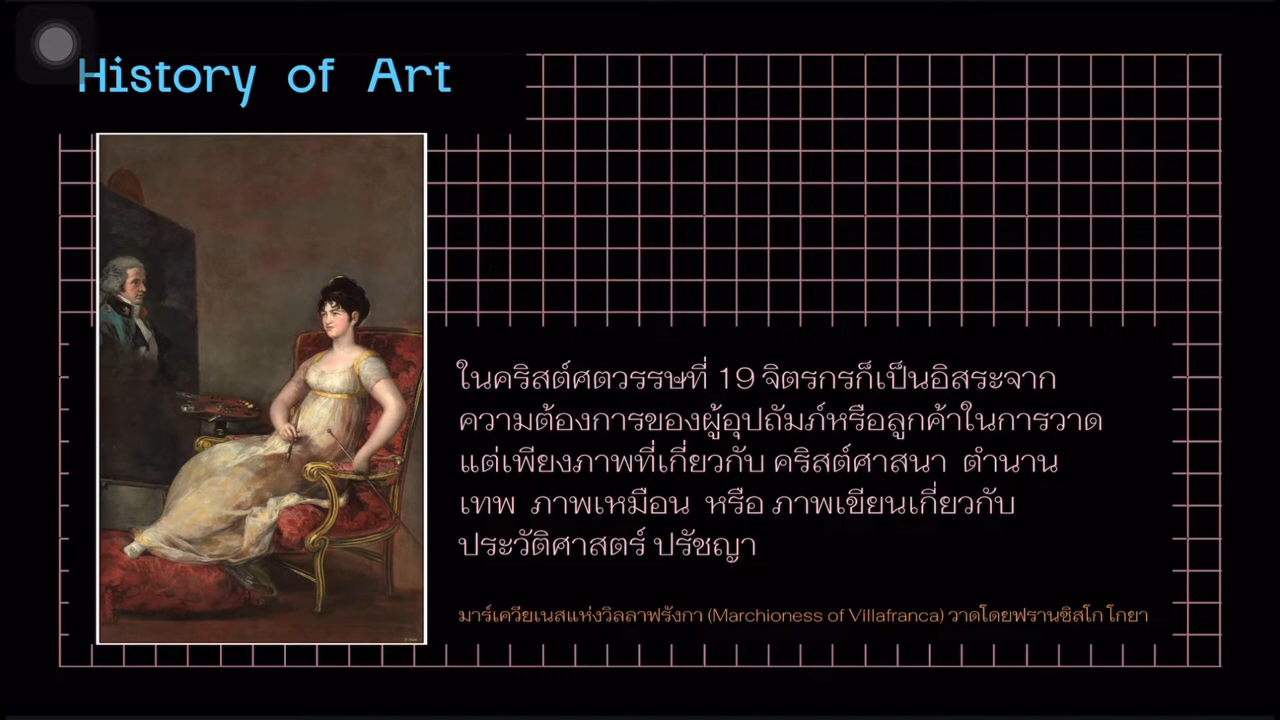 History of Art
ในคริสต์ศตวรรษที่ 19 จิตรกรก็เป็นอิสระจาก
ความต้องการของผู้อุปถัมภ์หรือลูกค้าในการวาด
แต่เพียงภาพที่เกี่ยวกับ คริสต์ศาสนา ตำนาน
เทพ ภาพเหมือน หรือ ภาพเขียนเกี่ยวกับ
ประวัติศาสตร์ ปรัชญา
มาร์เควียเนสแห่งวิลลาฟรังกา (Marchioness of Villafranca) วาดโดยฟรานซิสโก โกยา